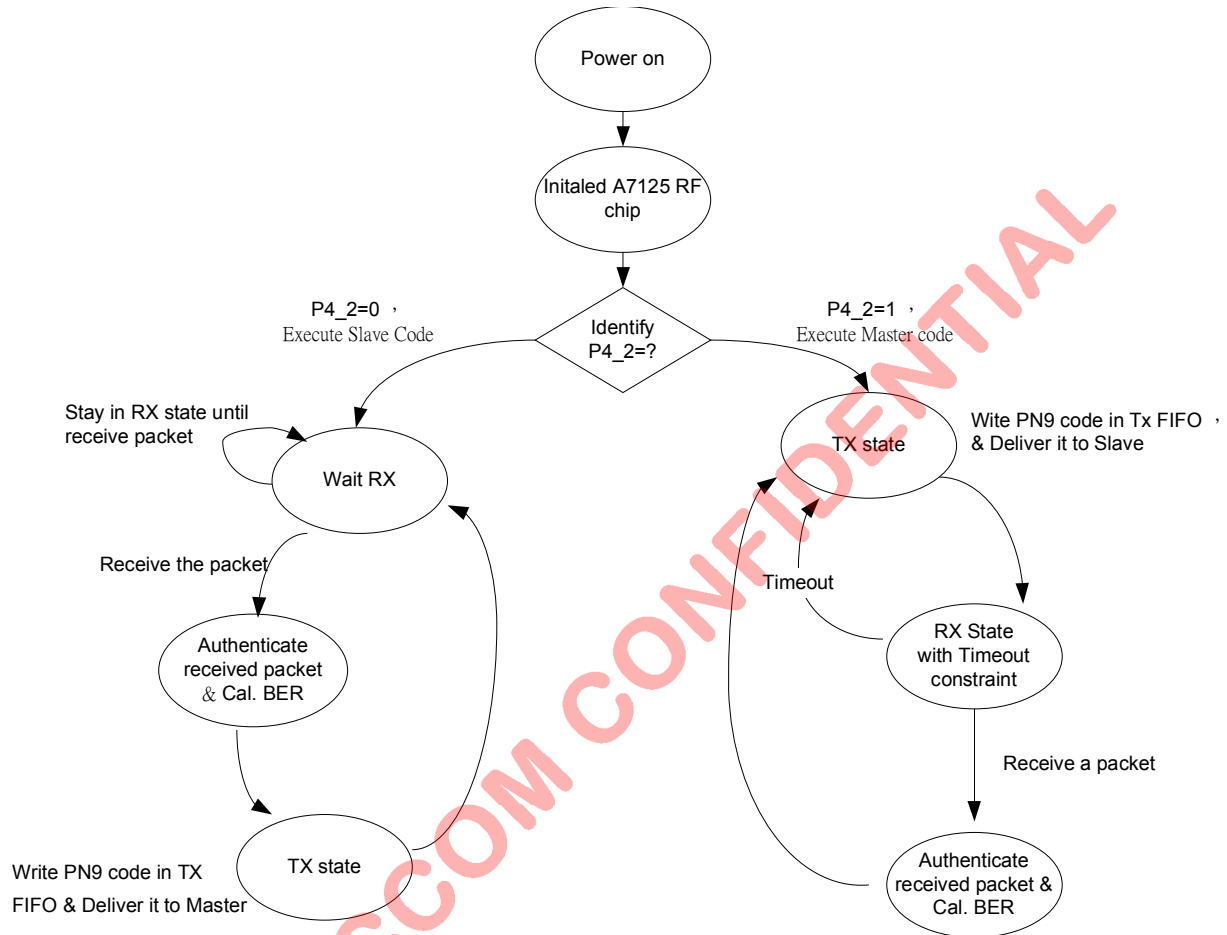 Power on
Initaled A7125 RF
chip
P4_2=0 ，
Execute Slave Code
Identify
P4_2=?
P4_2=1 ，
Execute Master code
Stay in RX state until
receive packet
Wait RX
TX state
Wite PN9 code in Tx FIFO ，
& Deliver it to Slave
Receive the packet
Timeout
Authenticate
received packet
& Cal. BER
RX State
with Timeout
constraint
Receive a packet
Write PN9 code in TX
FIFO & Deliver it to Master
TX state
Authenticate
received packet &
Cal. BER
CCOM CONFIDENTIAL